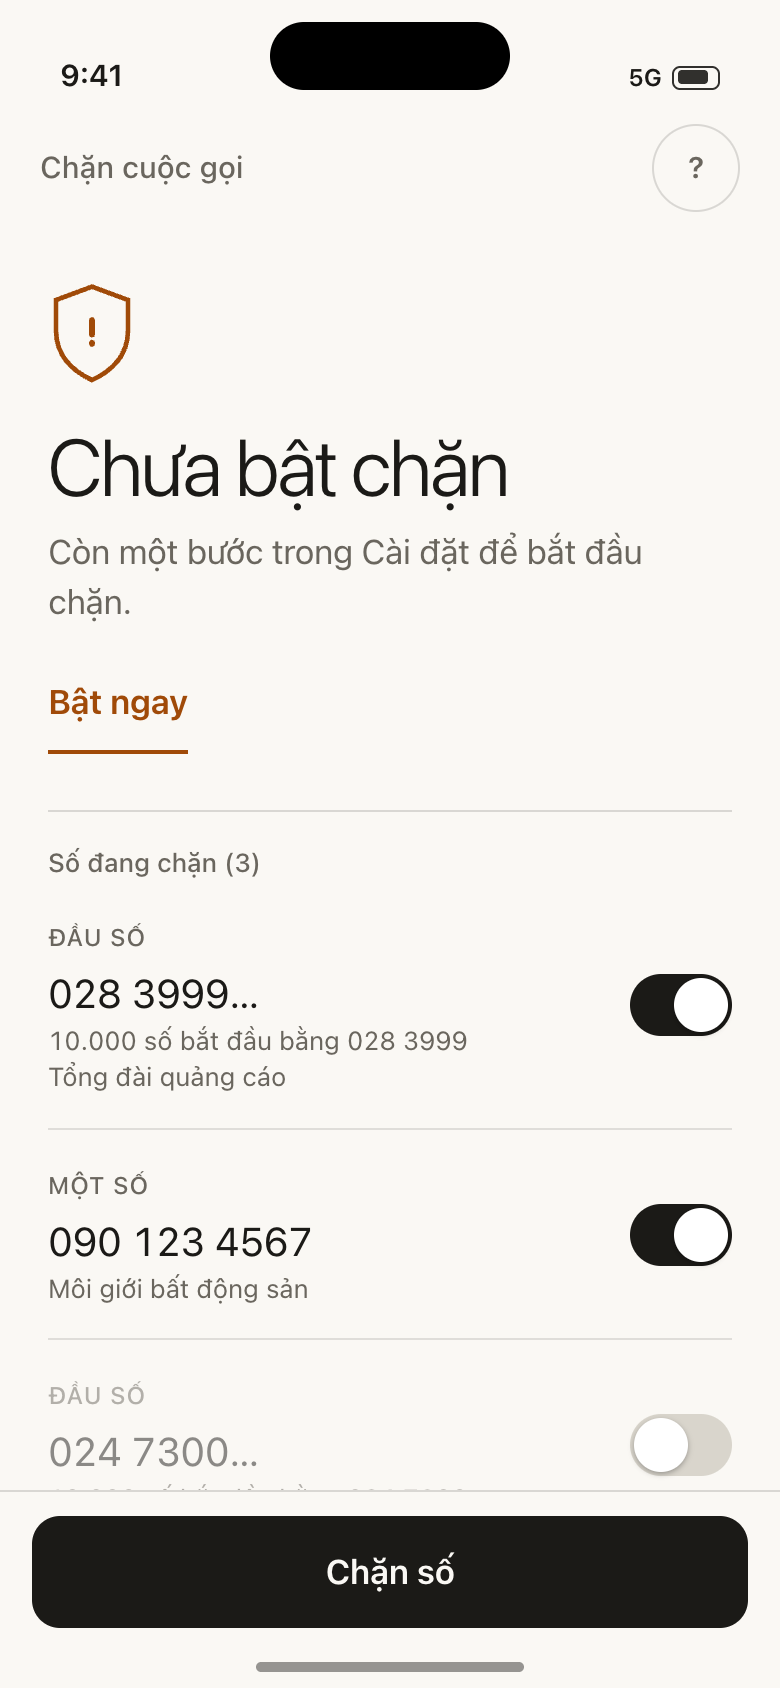 9:41
5G
Chặn cuộc gọi
?
Chưa bật chặn
Còn một bước trong Cài đặt để bắt đầu
chặn.
Bật ngay
Số đang chặn (3)
ĐẦU SỐ
028 3999...
10.000 số bắt đầu bằng 028 3999
Tổng đài quảng cáo
MỘT SỐ
090 123 4567
Môi giới bất động sản
ĐẦU SỐ
024 7300...
Chặn số